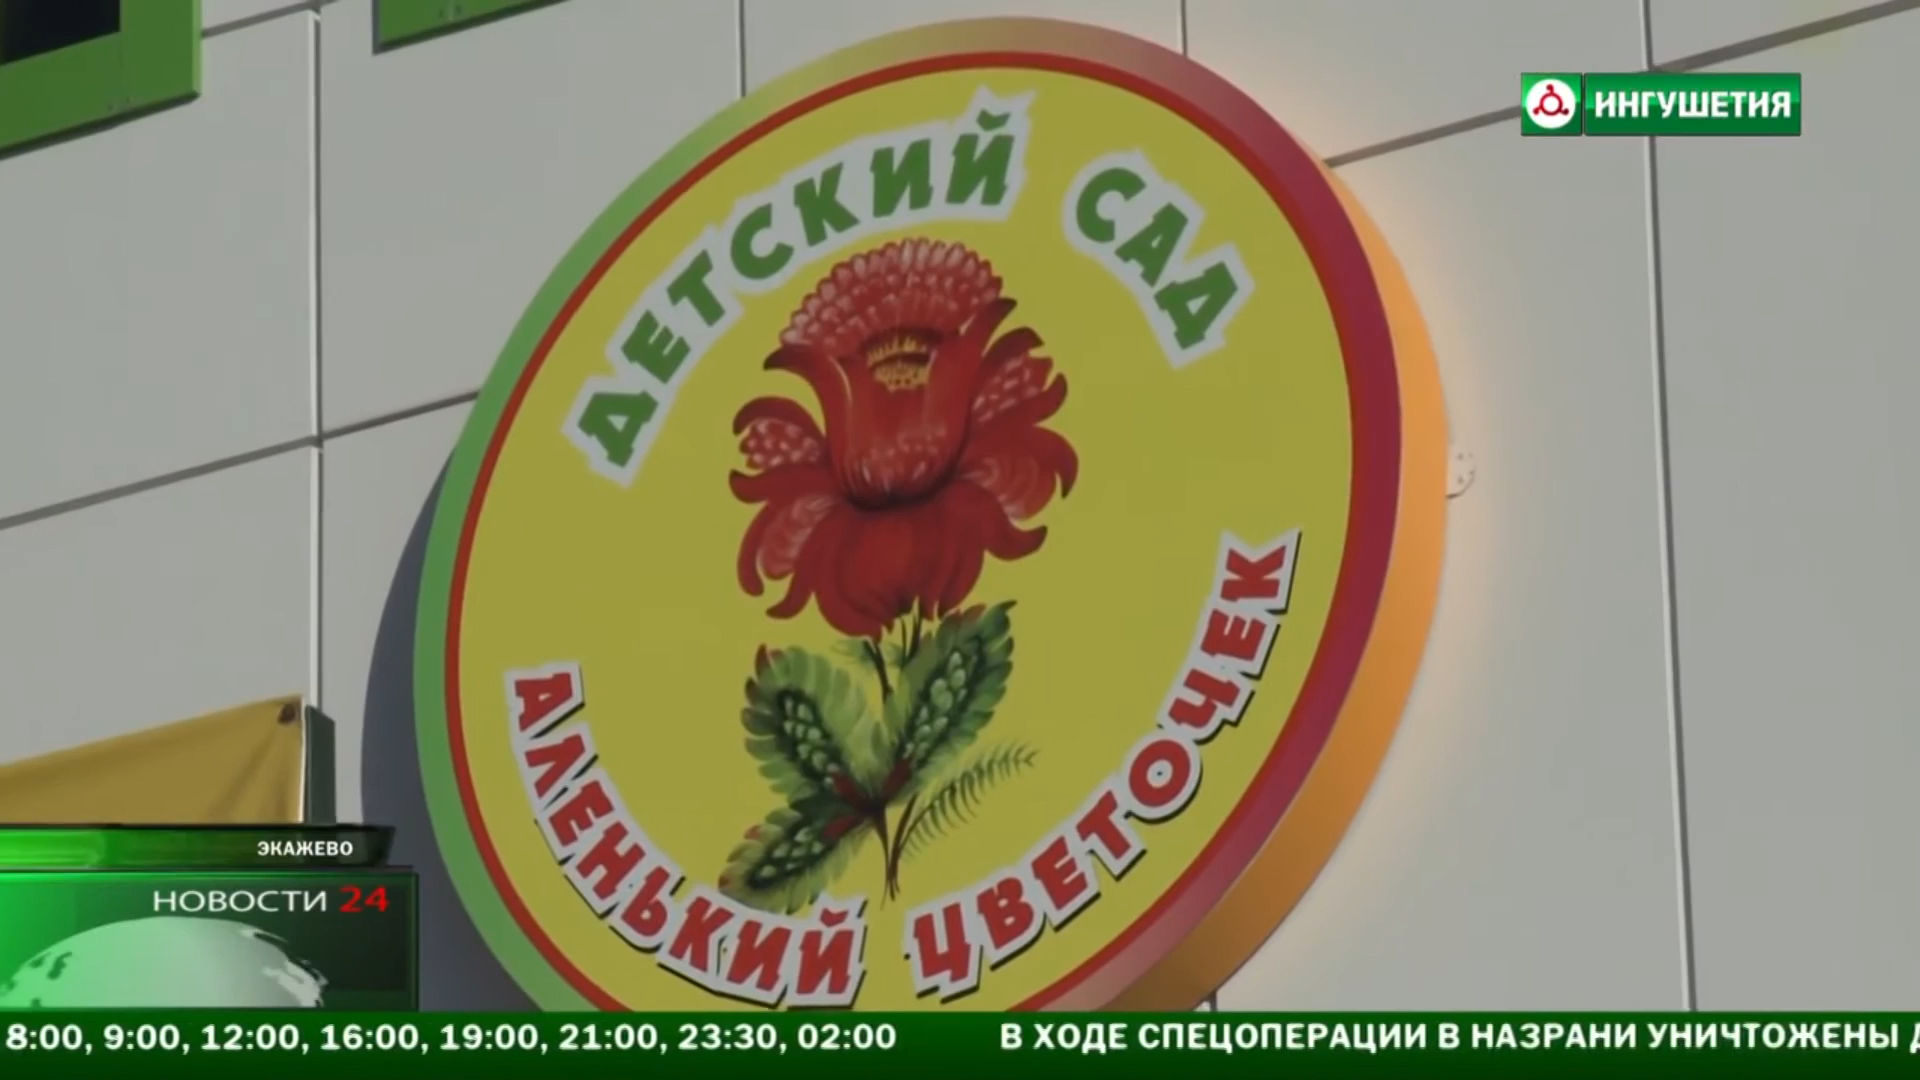 ИНГУШЕТИЯ
ДЕТСКИЙ САД
АЛЕНЬКИЙ ЦВЕТОЧЕК
ЭКАЖЕВО
НОВОСТИ 24
8:00, 9:00, 12:00, 16:00, 19:00, 21:00, 23:30, 02:00 В ХОДЕ СПЕЦОПЕРАЦИИ В НАЗРАНИ УНИЧТОЖЕНЫ